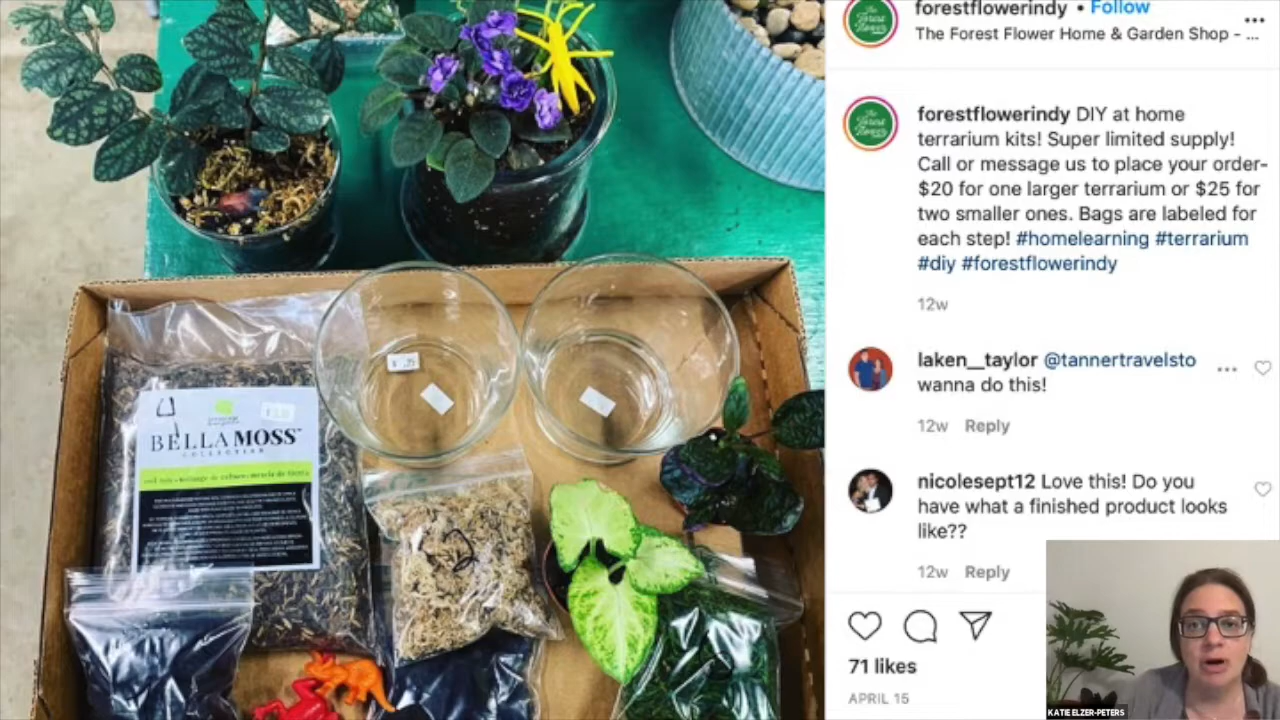 forestflowerindy • Follow
The Forest Flower Home & Garden Shop - ...
The
Forest
Flower
forestflowerindy DIY at home
terrarium kits! Super limited supply!
Call or message us to place your order-
$20 for one larger terrarium or $25 for
two smaller ones. Bags are labeled for
each step! #homelearning #terrarium
#diy #forestflowerindy
12w
laken__taylor @tannertravelsto
wanna do this!
12w Reply
nicolesept12 Love this! Do you
have what a finished product looks
like??
12w Reply
71 likes
APRIL 15
BELLA MOSS
COLLECTION
KATIE ELZER-PETERS